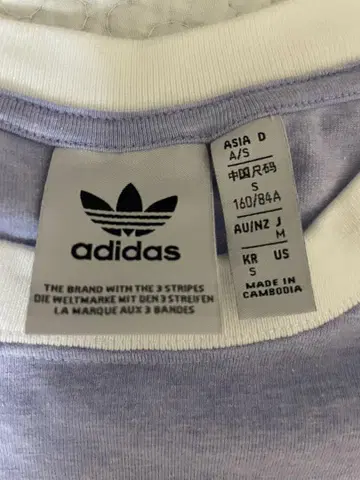 adidas
THE BRAND WITH THE 3 STRIPES
DIE WELTMARKE MIT DEN 3 STREIFEN
LA MARQUE AUX 3 BANDES
ASIA D
A/S
中国尺码
S
160/84A
AU/NZ J
M
KR US
S
MADE IN
CAMBODIA